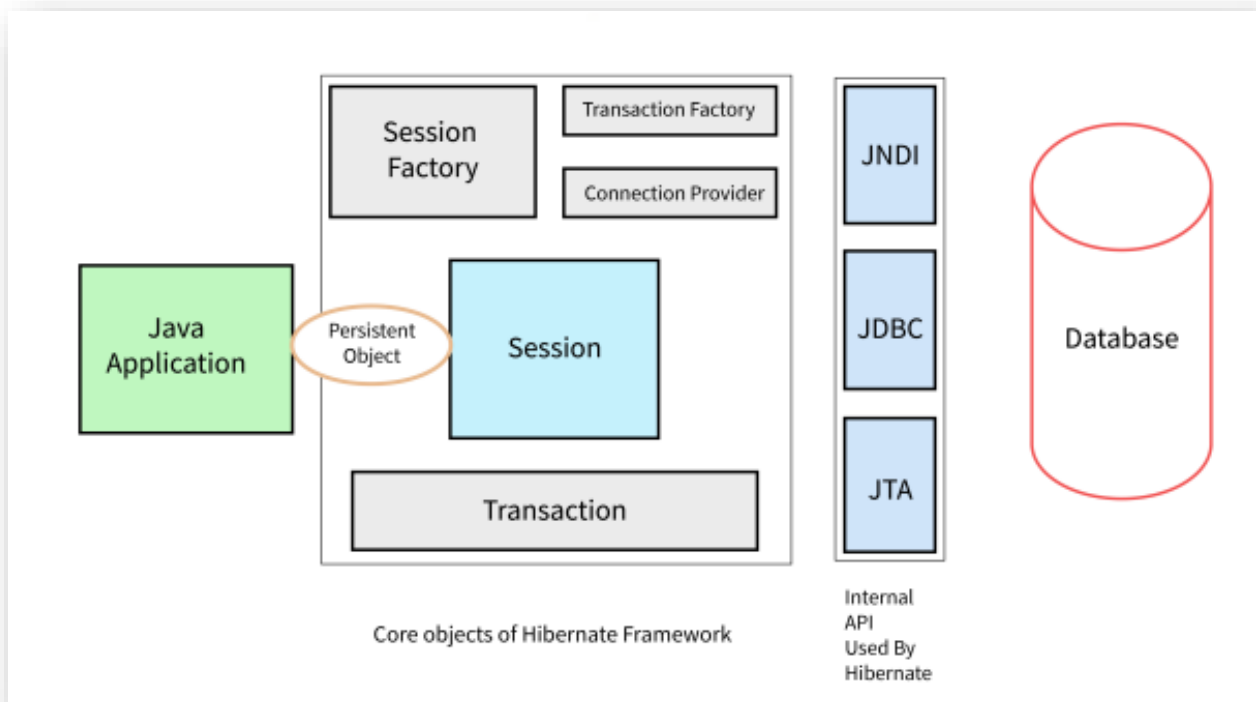 Session
Factory
Transaction Factory
Connection Provider
JNDI
Java
Application
Persistent
Object
Session
JDBC
Database
Transaction
JTA
Core objects of Hibernate Framework
Internal
API
Used By
Hibernate